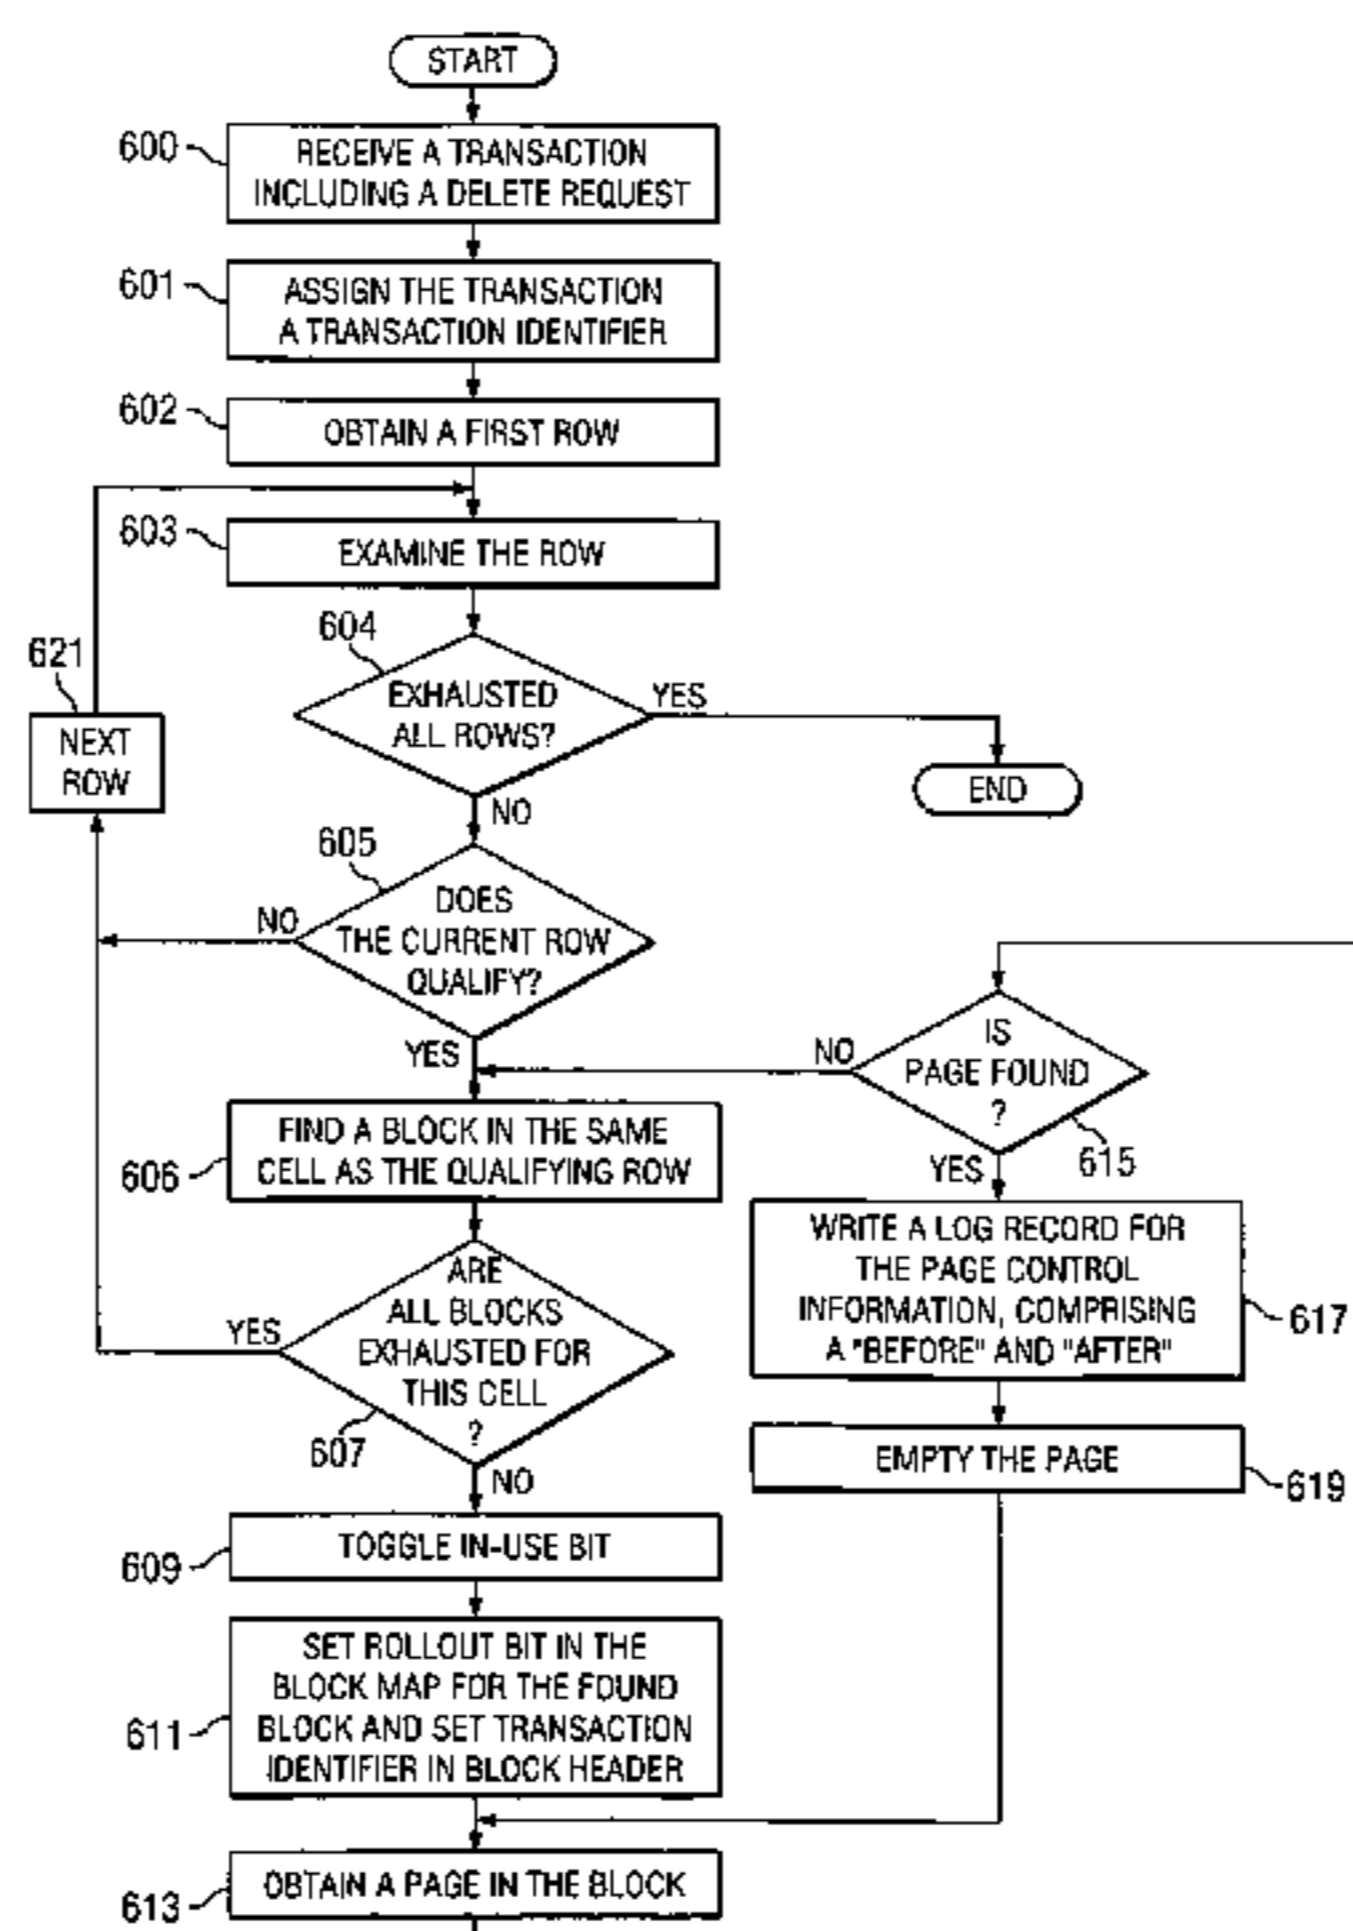 START
600
RECEIVE A TRANSACTION
INCLUDING A DELETE REQUEST
601
ASSIGN THE TRANSACTION
A TRANSACTION IDENTIFIER
602
OBTAIN A FIRST ROW
603
EXAMINE THE ROW
604
EXHAUSTED
ALL ROWS?
YES
END
NO
621
NEXT
ROW
605
DOES
THE CURRENT ROW
QUALIFY?
NO
YES
606
FIND A BLOCK IN THE SAME
CELL AS THE QUALIFYING ROW
607
ARE
ALL BLOCKS
EXHAUSTED FOR
THIS CELL
?
YES
NO
609
TOGGLE IN-USE BIT
611
SET ROLLOUT BIT IN THE
BLOCK MAP FOR THE FOUND
BLOCK AND SET TRANSACTION
IDENTIFIER IN BLOCK HEADER
613
OBTAIN A PAGE IN THE BLOCK
IS
PAGE FOUND
?
615
NO
YES
WRITE A LOG RECORD FOR
THE PAGE CONTROL
INFORMATION, COMPRISING
A "BEFORE" AND "AFTER"
617
EMPTY THE PAGE
619